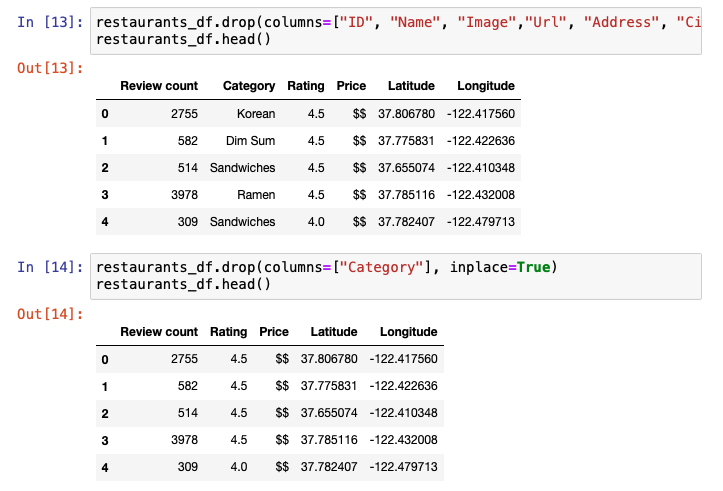 In [13]: restaurants_df.drop(columns=["ID", "Name", "Image","Url", "Address", "Ci
restaurants_df.head()
Out[13]:
Review count Category Rating Price Latitude Longitude
0 2755 Korean 4.5 $$ 37.806780 -122.417560
1 582 Dim Sum 4.5 $$ 37.775831 -122.422636
2 514 Sandwiches 4.5 $$ 37.655074 -122.410348
3 3978 Ramen 4.5 $$ 37.785116 -122.432008
4 309 Sandwiches 4.0 $$ 37.782407 -122.479713
In [14]: restaurants_df.drop(columns=["Category"], inplace=True)
restaurants_df.head()
Out[14]:
Review count Rating Price Latitude Longitude
0 2755 4.5 $$ 37.806780 -122.417560
1 582 4.5 $$ 37.775831 -122.422636
2 514 4.5 $$ 37.655074 -122.410348
3 3978 4.5 $$ 37.785116 -122.432008
4 309 4.0 $$ 37.782407 -122.479713